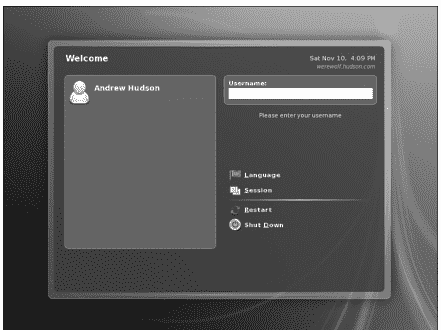 Welcome
Sat Nov 10, 4:09 PM
werewolf.hudson.com
Andrew Hudson
Username:
Please enter your username
Language
Session
Restart
Shut Down